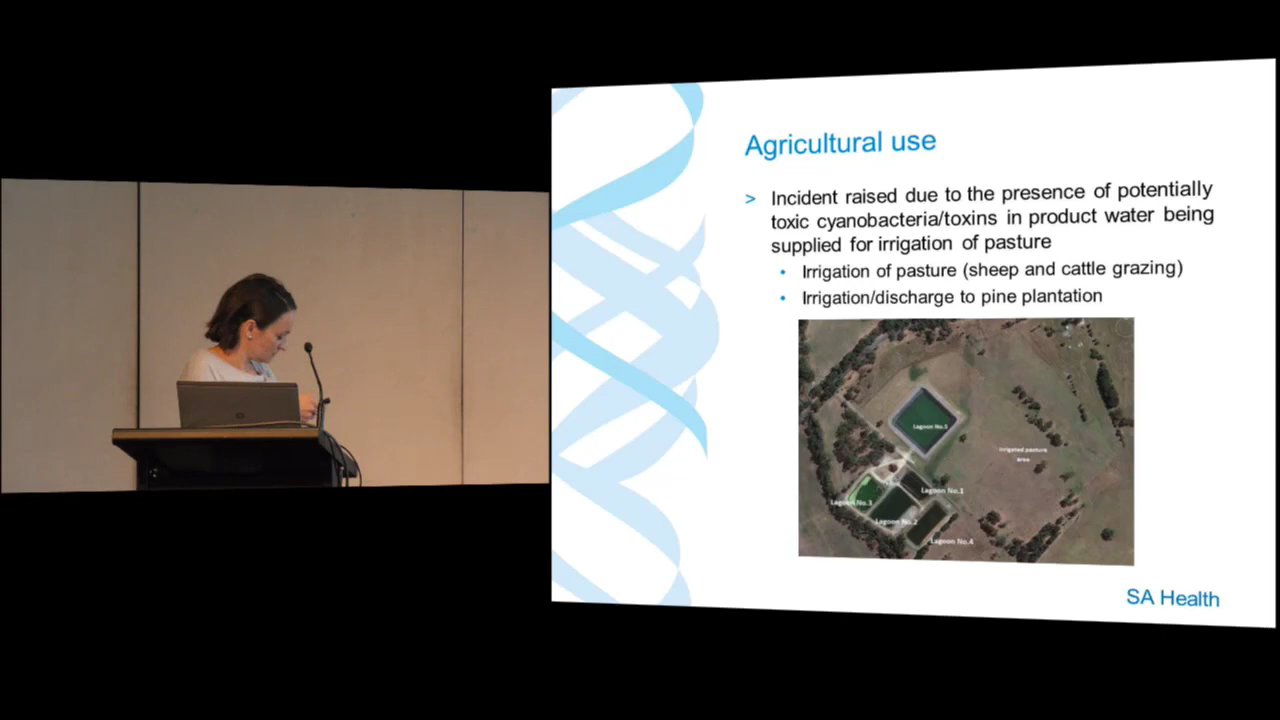 Agricultural use
> Incident raised due to the presence of potentially
toxic cyanobacteria/toxins in product water being
supplied for irrigation of pasture
• Irrigation of pasture (sheep and cattle grazing)
• Irrigation/discharge to pine plantation
Lagoon No.5
Irrigated pasture
area
Lagoon No.1
Lagoon No.3
Lagoon No.2
Lagoon No.4
SA Health